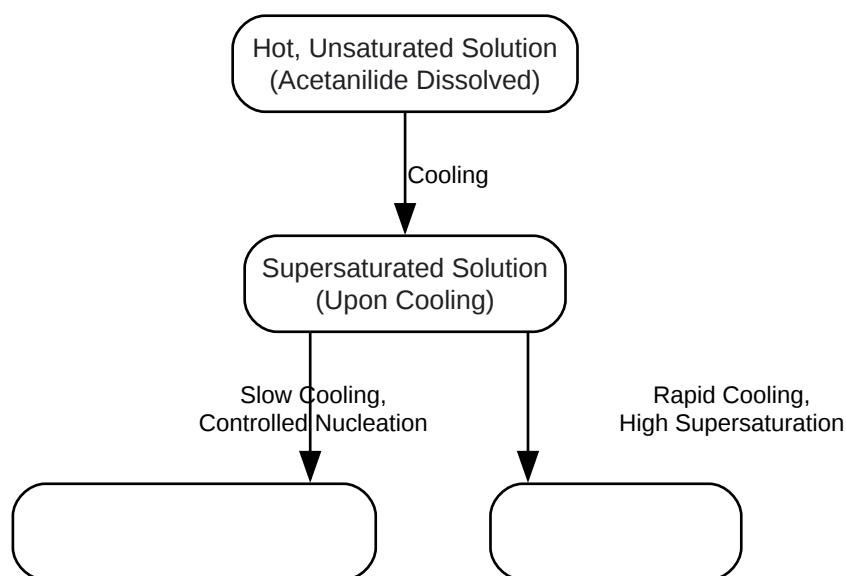 Hot, Unsaturated Solution
(Acetanilide Dissolved)
Cooling
Supersaturated Solution
(Upon Cooling)
Slow Cooling,
Controlled Nucleation
Rapid Cooling,
High Supersaturation